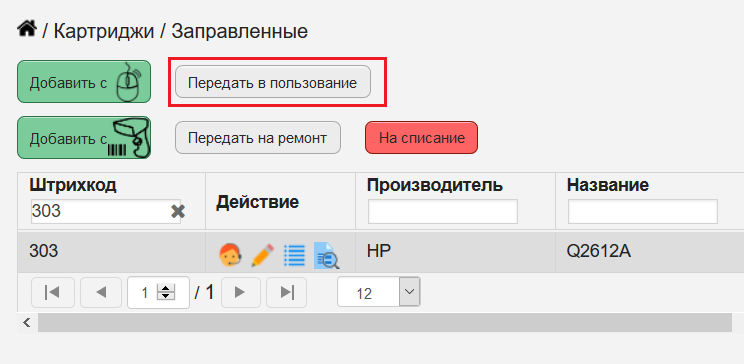 / Картриджи / Заправленные
Добавить с
Передать в пользование
Добавить с
Передать на ремонт
На списание
Штрихкод
Действие
Производитель
Название
303
303
HP
Q2612A
1 / 1
12